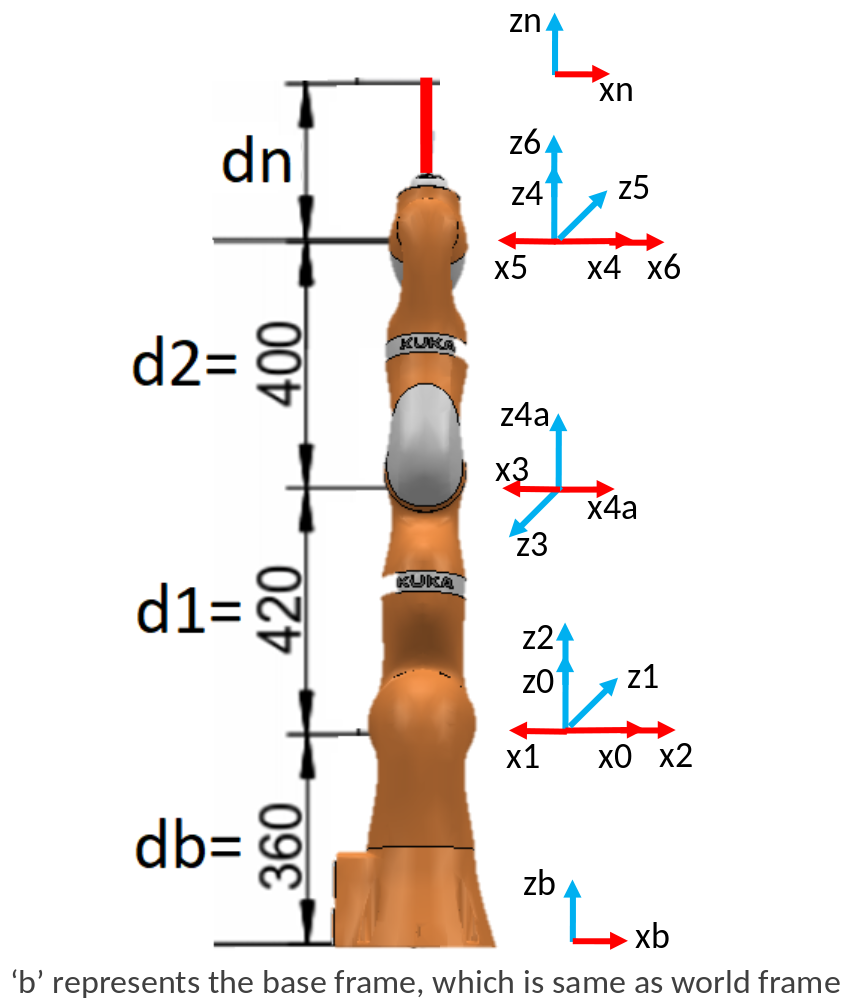 zn
xn
dn
z6
z4
z5
x5
x4
x6
d2=
400
KUKA
z4a
x3
x4a
z3
d1=
420
KUKA
z2
z0
z1
x1
x0
x2
db=
360
zb
xb
‘b’ represents the base frame, which is same as world frame